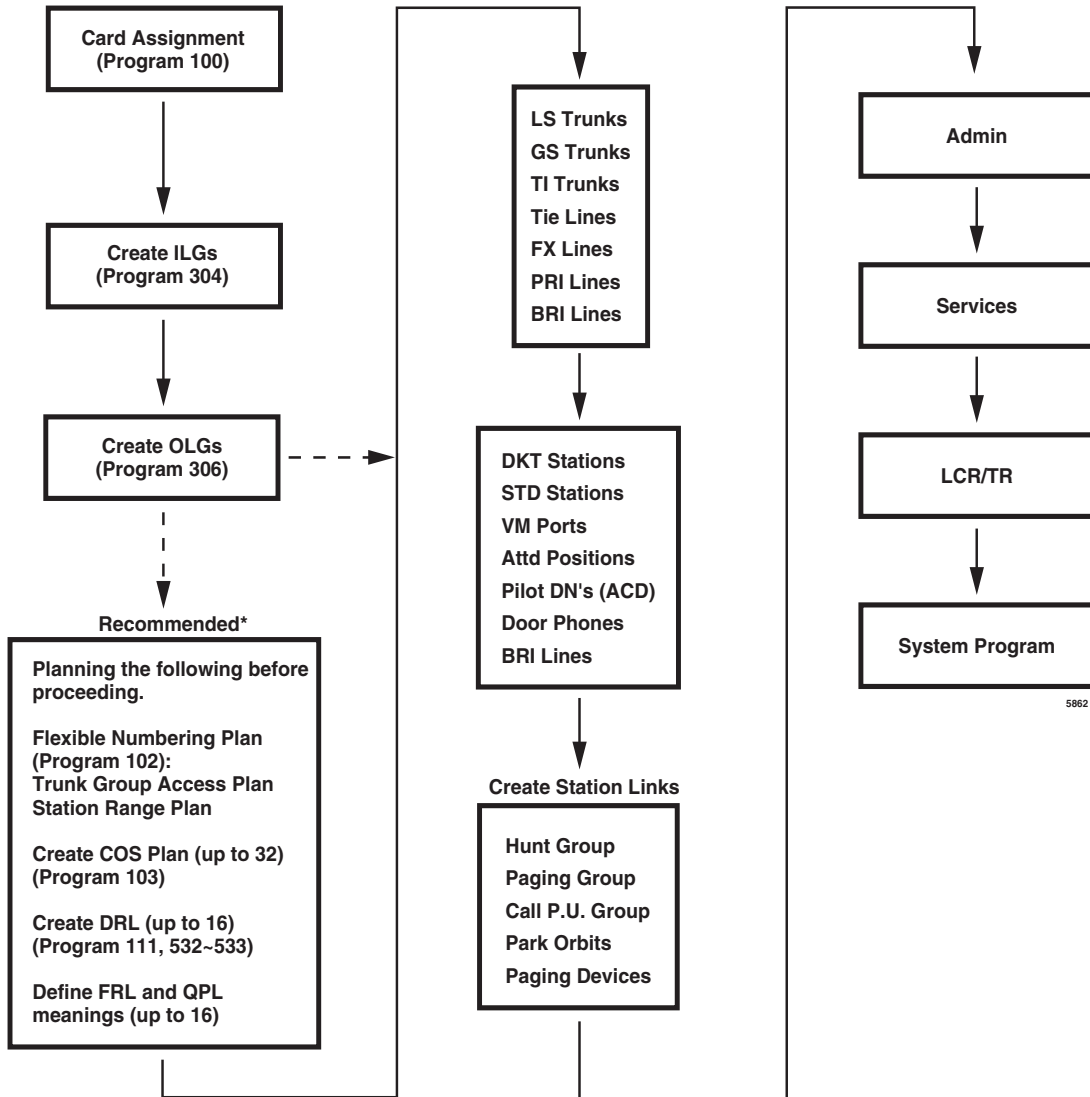 Card Assignment
(Program 100)
Create ILGs
(Program 304)
Create OLGs
(Program 306)
Recommended*
Planning the following before
proceeding.
Flexible Numbering Plan
(Program 102):
Trunk Group Access Plan
Station Range Plan
Create COS Plan (up to 32)
(Program 103)
Create DRL (up to 16)
(Program 111, 532~533)
Define FRL and QPL
meanings (up to 16)
LS Trunks
GS Trunks
TI Trunks
Tie Lines
FX Lines
PRI Lines
BRI Lines
DKT Stations
STD Stations
VM Ports
Attd Positions
Pilot DN's (ACD)
Door Phones
BRI Lines
Create Station Links
Hunt Group
Paging Group
Call P.U. Group
Park Orbits
Paging Devices
Admin
Services
LCR/TR
System Program
5862